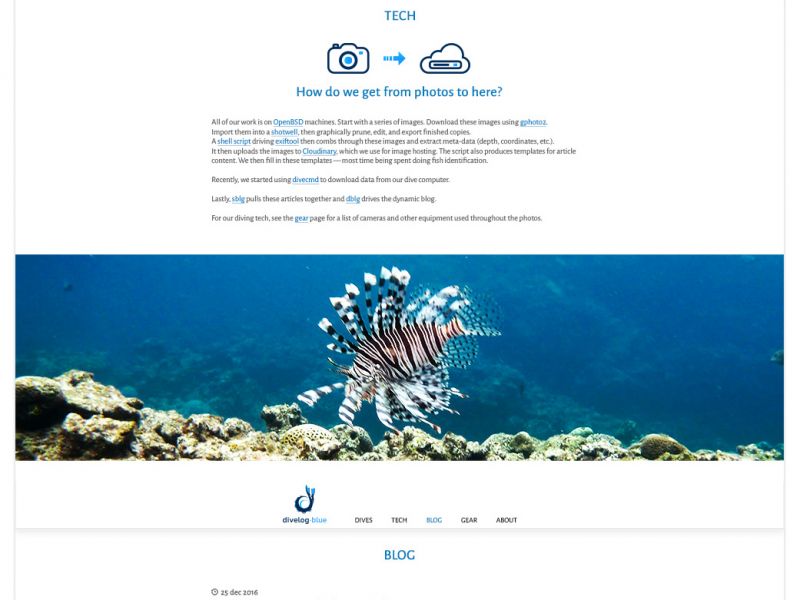 TECH
How do we get from photos to here?
All of our work is on OpenBSD machines. Start with a series of images. Download these images using gphoto2.
Import them into a shotwell, then graphically prune, edit, and export finished copies.
A shell script driving exiftool then combs through these images and extract meta-data (depth, coordinates, etc.).
It then uploads the images to Cloudinary, which we use for image hosting. The script also produces templates for article
content. We then fill in these templates — most time being spent doing fish identification.
Recently, we started using divecmd to download data from our dive computer.
Lastly, sblg pulls these articles together and dblg drives the dynamic blog.
For our diving tech, see the gear page for a list of cameras and other equipment used throughout the photos.
divelog·blue DIVES TECH BLOG GEAR ABOUT
BLOG
25 dec 2016